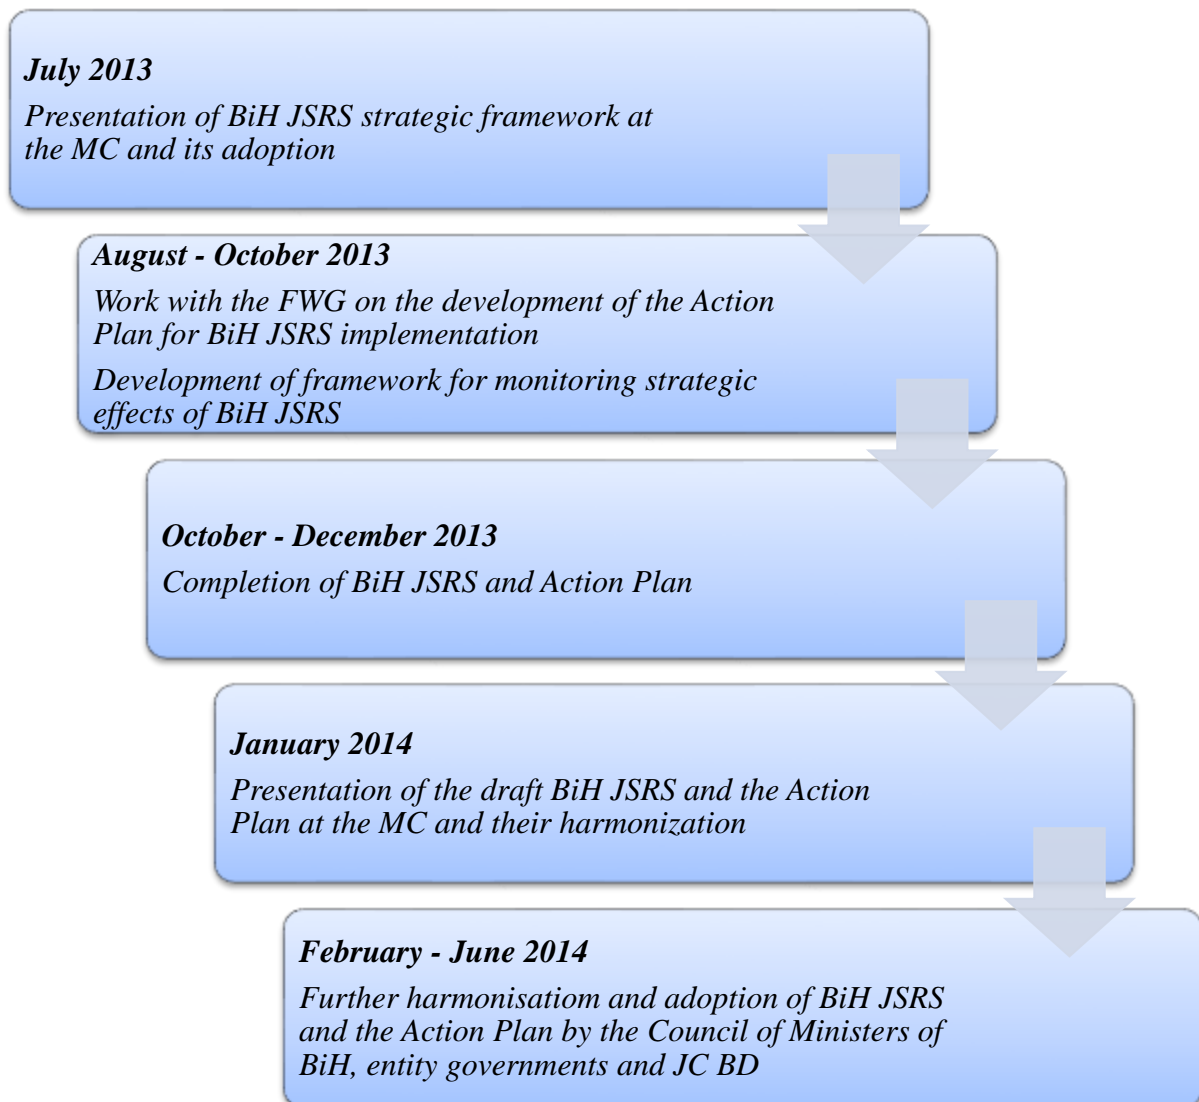 July 2013
Presentation of BiH JSRS strategic framework at
the MC and its adoption
August - October 2013
Work with the FWG on the development of the Action
Plan for BiH JSRS implementation
Development of framework for monitoring strategic
effects of BiH JSRS
October - December 2013
Completion of BiH JSRS and Action Plan
January 2014
Presentation of the draft BiH JSRS and the Action
Plan at the MC and their harmonization
February - June 2014
Further harmonisatiom and adoption of BiH JSRS
and the Action Plan by the Council of Ministers of
BiH, entity governments and JC BD